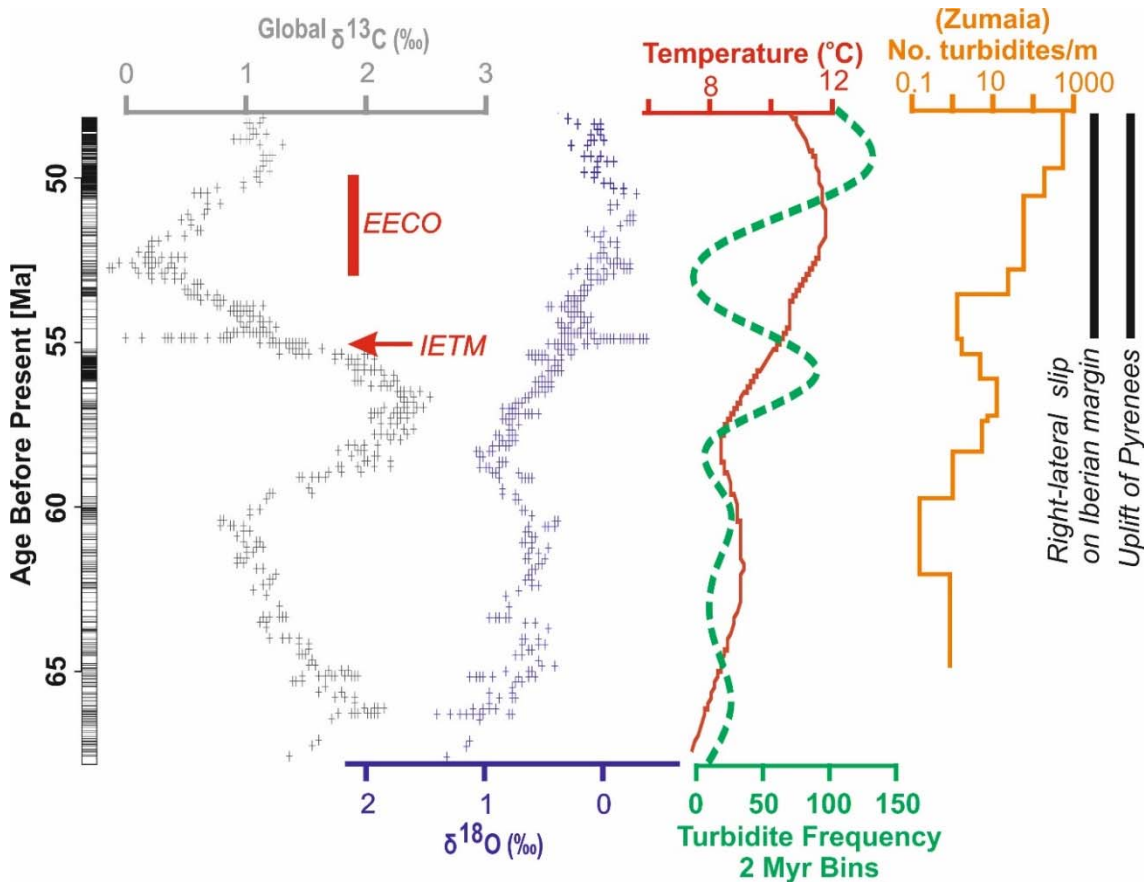 Global δ13C (‰)
0 1 2 3
Temperature (°C)
8 12
(Zumaia)
No. turbidites/m
0.1 10 1000
Age Before Present [Ma]
50
55
60
65
EECO
IETM
Right-lateral slip
on Iberian margin
Uplift of Pyrenees
2 1 0
δ18O (‰)
0 50 100 150
Turbidite Frequency
2 Myr Bins